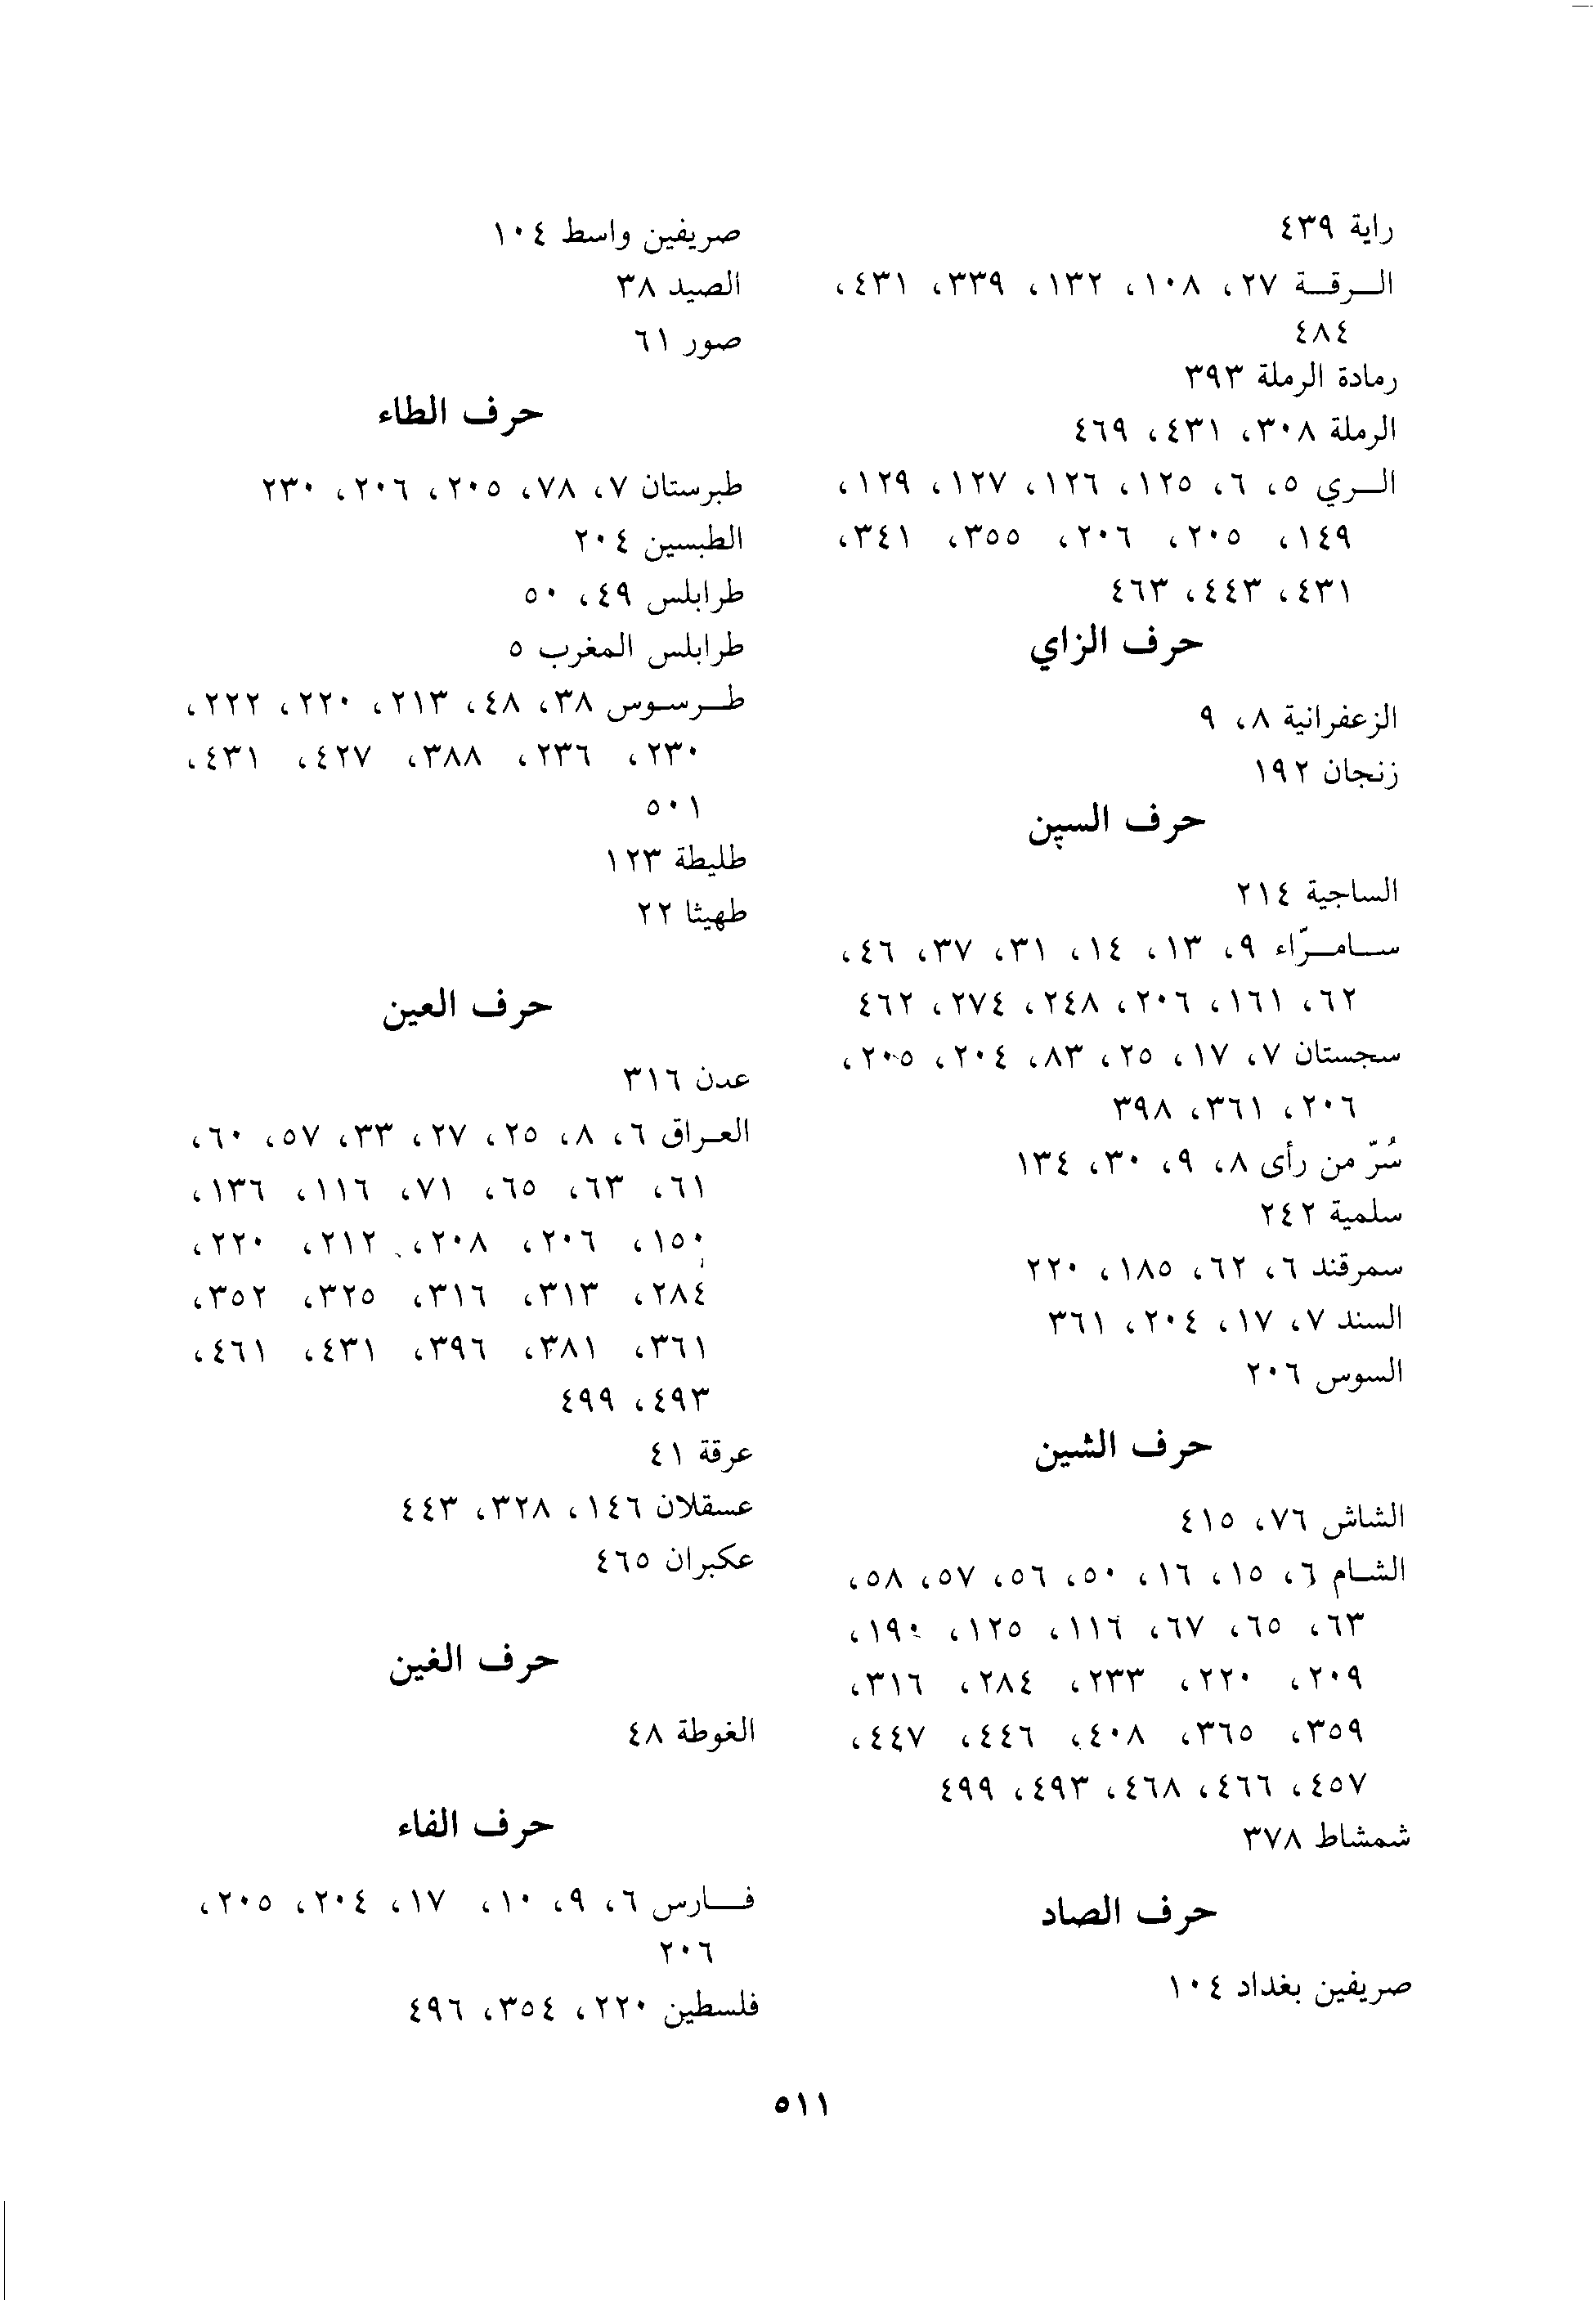 راية ٤٣٩
الـرقـة ٢٧، ١٠٨، ١٣٢، ٣٣٩، ٤٣١،
٤٨٤
رمادة الرملة ٣٩٣
الرملة ٣٠٨، ٤٣١، ٤٦٩
الـري ٥، ٦، ١٢٥، ١٢٦، ١٢٧، ١٢٩،
١٤٩، ٢٠٥، ٢٠٦، ٣٥٥، ٣٤١،
٤٣١، ٤٤٣، ٤٦٣
حرف الزاي
الزعفرانية ٨، ٩
زنجان ١٩٢
حرف السين
الساجية ٢١٤
سـامـرّاء ٩، ١٣، ١٤، ٣١، ٣٧، ٤٦،
٦٢، ١٦١، ٢٠٦، ٢٤٨، ٢٧٤، ٤٦٢
سجستان ٧، ١٧، ٢٥، ٨٣، ٢٠٤، ٢٠٥،
٢٠٦، ٣٦١، ٣٩٨
سُرّ من رأى ٨، ٩، ٣٠، ١٣٤
سلمية ٢٤٢
سمرقند ٦، ٦٢، ١٨٥، ٢٢٠
السند ٧، ١٧، ٢٠٤، ٣٦١
السوس ٢٠٦
حرف الشين
الشاش ٧٦، ٤١٥
الشـام ٦، ١٥، ١٦، ٥٠، ٥٦، ٥٧، ٥٨،
٦٣، ٦٥، ٦٧، ١١٦، ١٢٥، ١٩٠،
٢٠٩، ٢٢٠، ٢٣٣، ٢٨٤، ٣١٦،
٣٥٩، ٣٦٥، ٤٠٨، ٤٤٦، ٤٤٧،
٤٥٧، ٤٦٦، ٤٦٨، ٤٩٣، ٤٩٩
شمشاط ٣٧٨
حرف الصاد
صريفين بغداد ١٠٤
صريفين واسط ١٠٤
الصيد ٣٨
صور ٦١
حرف الطاء
طبرستان ٧، ٧٨، ٢٠٥، ٢٠٦، ٢٣٠
الطبسين ٢٠٤
طرابلس ٤٩، ٥٠
طرابلس المغرب ٥
طـرسـوس ٣٨، ٤٨، ٢١٣، ٢٢٠، ٢٢٢،
٢٣٠، ٢٣٦، ٣٨٨، ٤٢٧، ٤٣١،
٥٠١
طليطة ١٢٣
طهيثا ٢٢
حرف العين
عدن ٣١٦
العـراق ٦، ٨، ٢٥، ٢٧، ٣٣، ٥٧، ٦٠،
٦١، ٦٣، ٦٥، ٧١، ١١٦، ١٣٦،
١٥٠، ٢٠٦، ٢٠٨، ٢١٢، ٢٢٠،
٢٨٤، ٣١٣، ٣١٦، ٣٢٥، ٣٥٢،
٣٦١، ٣٨١، ٣٩٦، ٤٣١، ٤٦١،
٤٩٣، ٤٩٩
عرقة ٤١
عسقلان ١٤٦، ٣٢٨، ٤٤٣
عكبران ٤٦٥
حرف الغين
الغوطة ٤٨
حرف الفاء
فـارس ٦، ٩، ١٠، ١٧، ٢٠٤، ٢٠٥،
٢٠٦
فلسطين ٢٢٠، ٣٥٤، ٤٩٦
٥١١